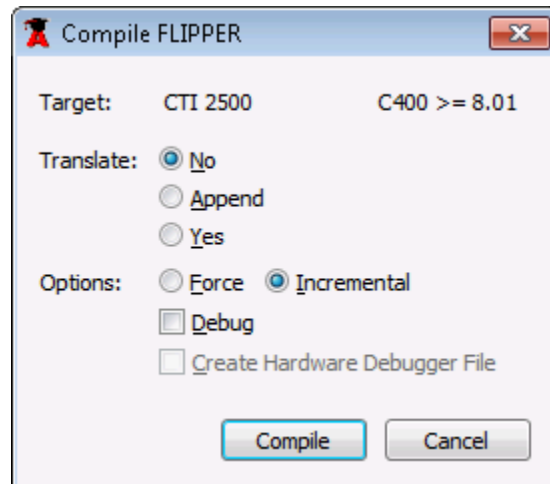 Compile FLIPPER
Target: CTI 2500 C400 >= 8.01
Translate: No
Append
Yes
Options: Force Incremental
Debug
Create Hardware Debugger File
Compile Cancel